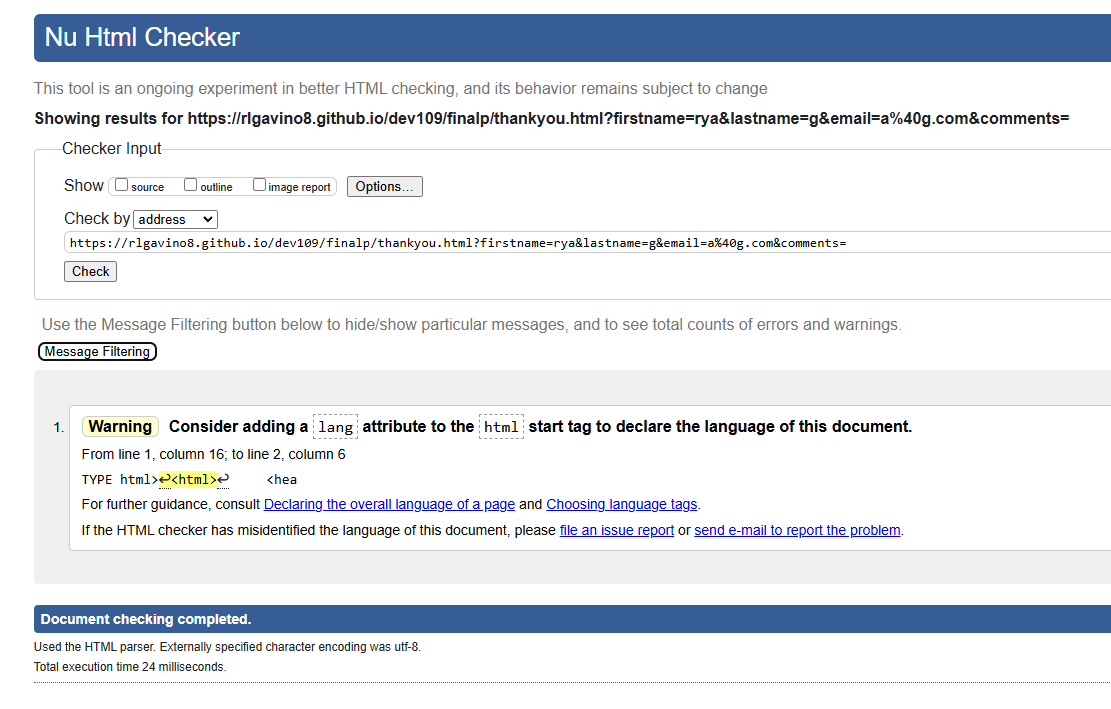 Nu Html Checker
This tool is an ongoing experiment in better HTML checking, and its behavior remains subject to change
Showing results for https://rlgavino8.github.io/dev109/finalp/thankyou.html?firstname=rya&lastname=g&email=a%40g.com&comments=
Checker Input
Show source outline image report Options...
Check by address
https://rlgavino8.github.io/dev109/finalp/thankyou.html?firstname=rya&lastname=g&email=a%40g.com&comments=
Check
Use the Message Filtering button below to hide/show particular messages, and to see total counts of errors and warnings.
Message Filtering
1. Warning Consider adding a lang attribute to the html start tag to declare the language of this document.
From line 1, column 16; to line 2, column 6
TYPE html>↩<html>↩ <hea
For further guidance, consult Declaring the overall language of a page and Choosing language tags.
If the HTML checker has misidentified the language of this document, please file an issue report or send e-mail to report the problem.
Document checking completed.
Used the HTML parser. Externally specified character encoding was utf-8.
Total execution time 24 milliseconds.